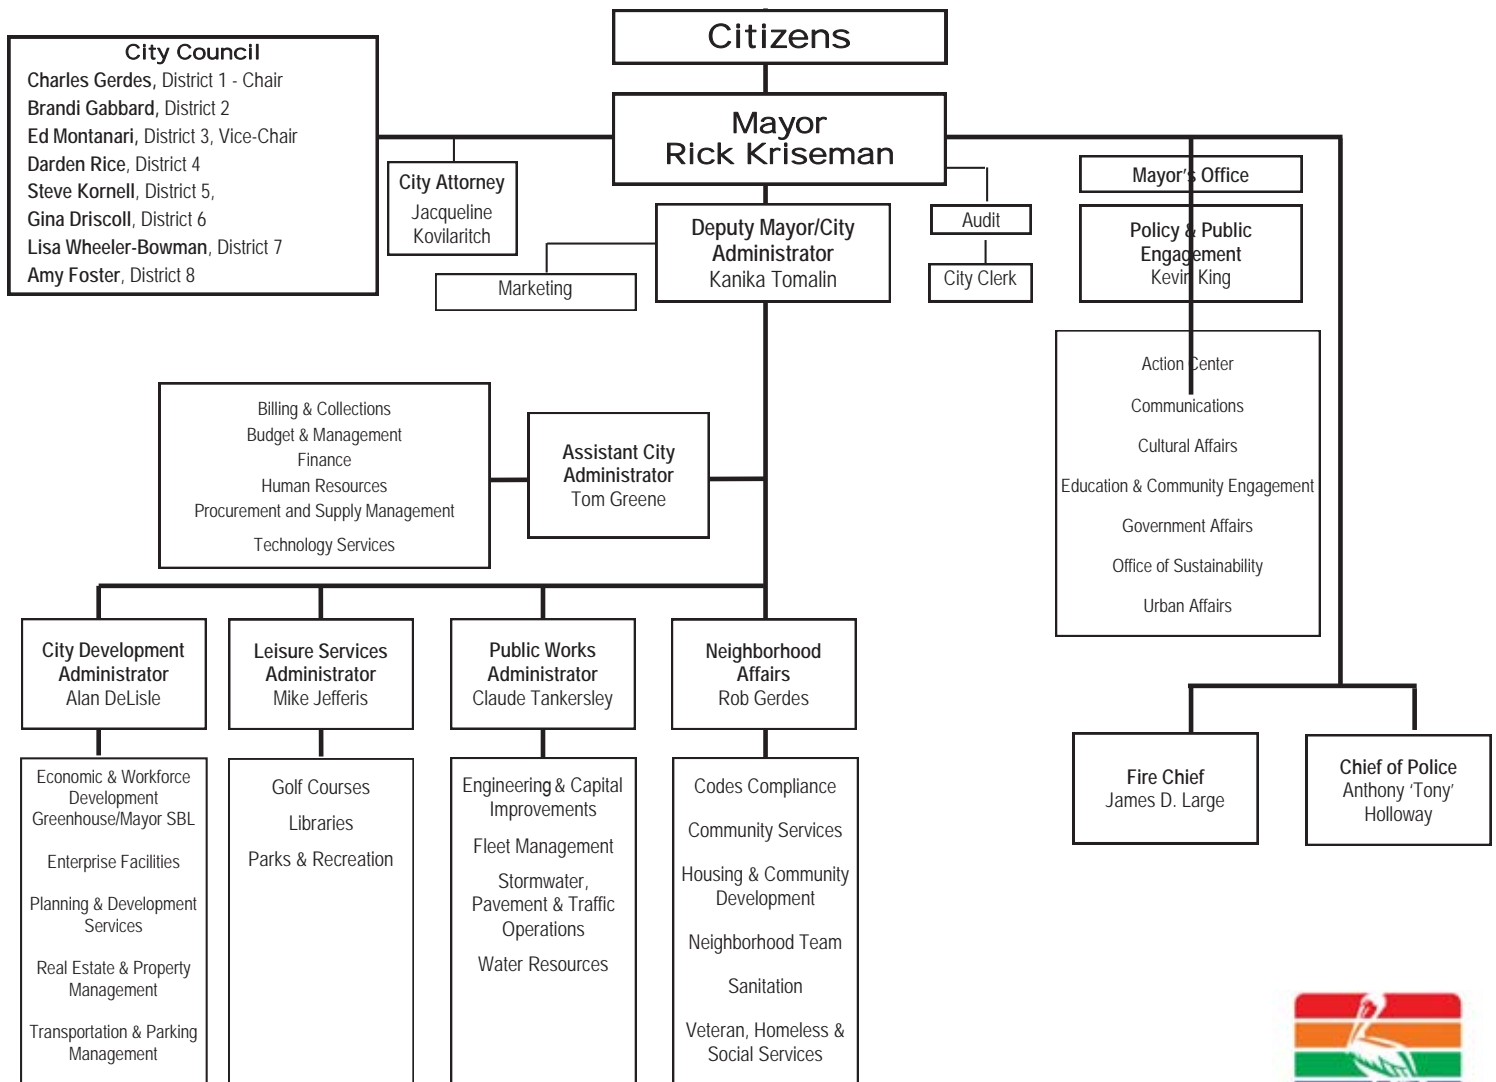 Citizens
City Council
Charles Gerdes, District 1 - Chair
Brandi Gabbard, District 2
Ed Montanari, District 3, Vice-Chair
Darden Rice, District 4
Steve Kornell, District 5,
Gina Driscoll, District 6
Lisa Wheeler-Bowman, District 7
Amy Foster, District 8
Mayor
Rick Kriseman
City Attorney
Jacqueline
Kovilaritch
Mayor's Office
Audit
City Clerk
Policy & Public
Engagement
Kevin King
Deputy Mayor/City
Administrator
Kanika Tomalin
Marketing
Action Center
Communications
Cultural Affairs
Education & Community Engagement
Government Affairs
Office of Sustainability
Urban Affairs
Billing & Collections
Budget & Management
Finance
Human Resources
Procurement and Supply Management
Technology Services
Assistant City
Administrator
Tom Greene
City Development
Administrator
Alan DeLisle
Leisure Services
Administrator
Mike Jefferis
Public Works
Administrator
Claude Tankersley
Neighborhood
Affairs
Rob Gerdes
Economic & Workforce
Development
Greenhouse/Mayor SBL
Enterprise Facilities
Planning & Development
Services
Real Estate & Property
Management
Transportation & Parking
Management
Golf Courses
Libraries
Parks & Recreation
Engineering & Capital
Improvements
Fleet Management
Stormwater,
Pavement & Traffic
Operations
Water Resources
Codes Compliance
Community Services
Housing & Community
Development
Neighborhood Team
Sanitation
Veteran, Homeless &
Social Services
Fire Chief
James D. Large
Chief of Police
Anthony ‘Tony’
Holloway